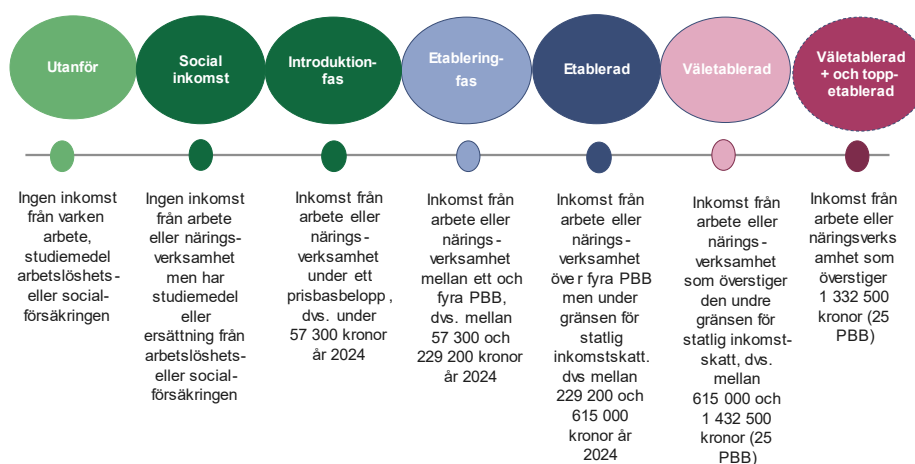 Utanför
Social
inkomst
Introduktion-
fas
Etablering-
fas
Etablerad
Väletablerad
Väletablerad
+ och topp-
etablerad
Ingen inkomst
från varken
arbete,
studiemedel
arbetslöshets-
eller social-
försäkringen
Ingen inkomst
från arbete
eller närings-
verksamhet
men har
studiemedel
eller
ersättning från
arbetslöshets-
eller social-
försäkringen
Inkomst från
arbete eller
närings-
verksamhet
under ett
prisbasbelopp,
dvs. under
57 300 kronor
år 2024
Inkomst från
arbete eller
närings-
verksamhet
mellan ett och
fyra PBB,
dvs. mellan
57 300 och
229 200 kronor
år 2024
Inkomst från
arbete eller
närings-
verksamhet
över fyra PBB
men under
gränsen för
statlig
inkomstskatt.
dvs mellan
229 200 och
615 000
kronor år
2024
Inkomst från
arbete eller
närings-
verksamhet
som överstiger
den undre
gränsen för
statlig inkomst-
skatt, dvs.
mellan
615 000 och
1 432 500
kronor (25
PBB)
Inkomst från
arbete eller
näringsverks
amhet som
överstiger
1 332 500
kronor (25
PBB)